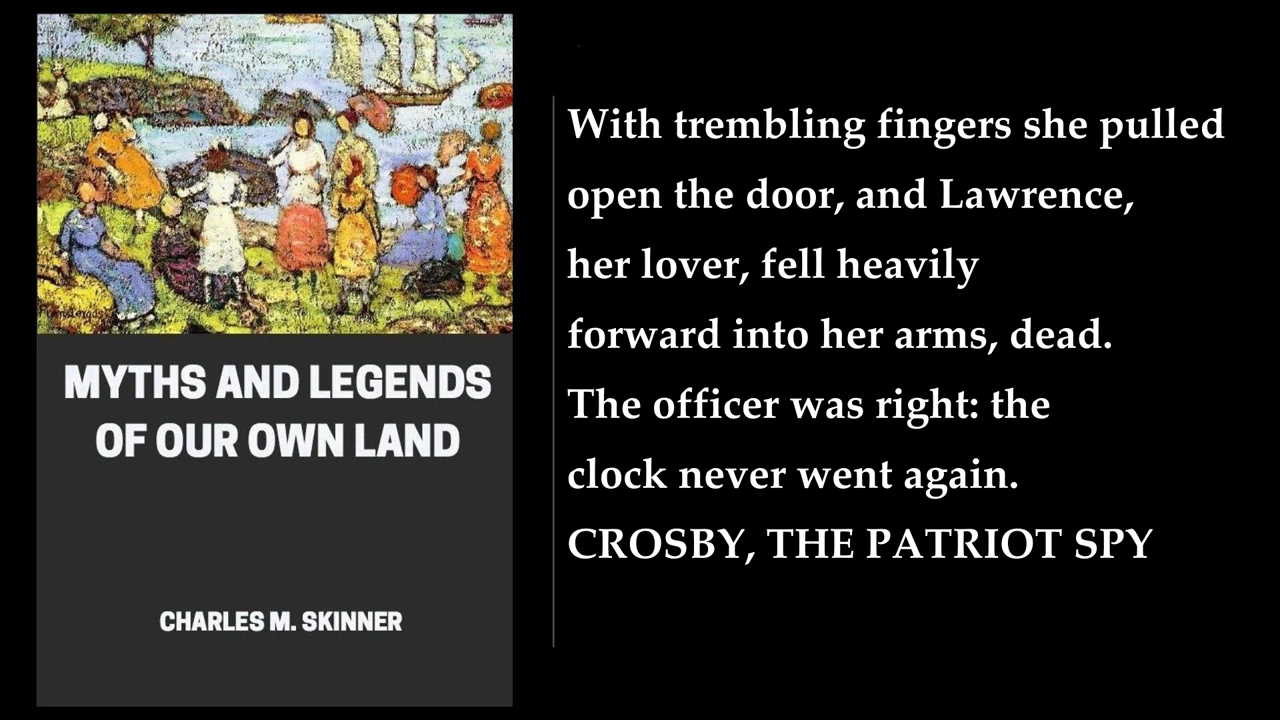 MYTHS AND LEGENDS
OF OUR OWN LAND
CHARLES M. SKINNER
With trembling fingers she pulled
open the door, and Lawrence,
her lover, fell heavily
forward into her arms, dead.
The officer was right: the
clock never went again.
CROSBY, THE PATRIOT SPY